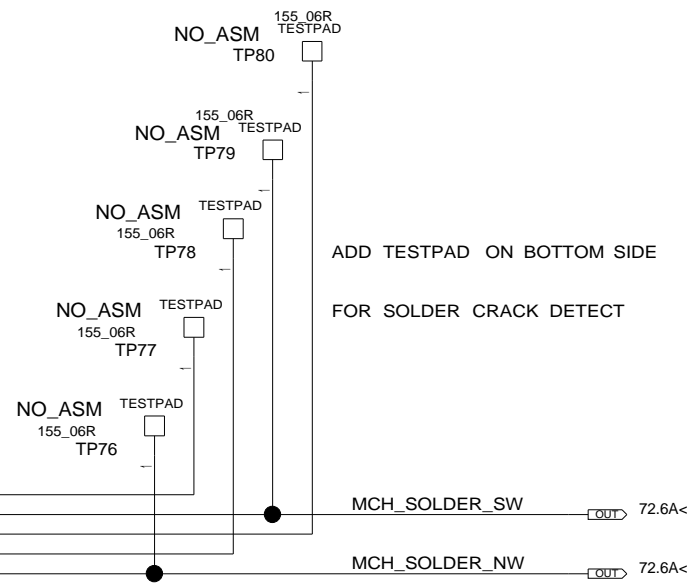 155_06R
NO_ASM TESTPAD
TP80
155_06R
NO_ASM TESTPAD
TP79
NO_ASM TESTPAD
155_06R
TP78
ADD TESTPAD ON BOTTOM SIDE
FOR SOLDER CRACK DETECT
NO_ASM TESTPAD
155_06R
TP77
NO_ASM TESTPAD
155_06R
TP76
MCH_SOLDER_SW OUT 72.6A<
MCH_SOLDER_NW OUT 72.6A<